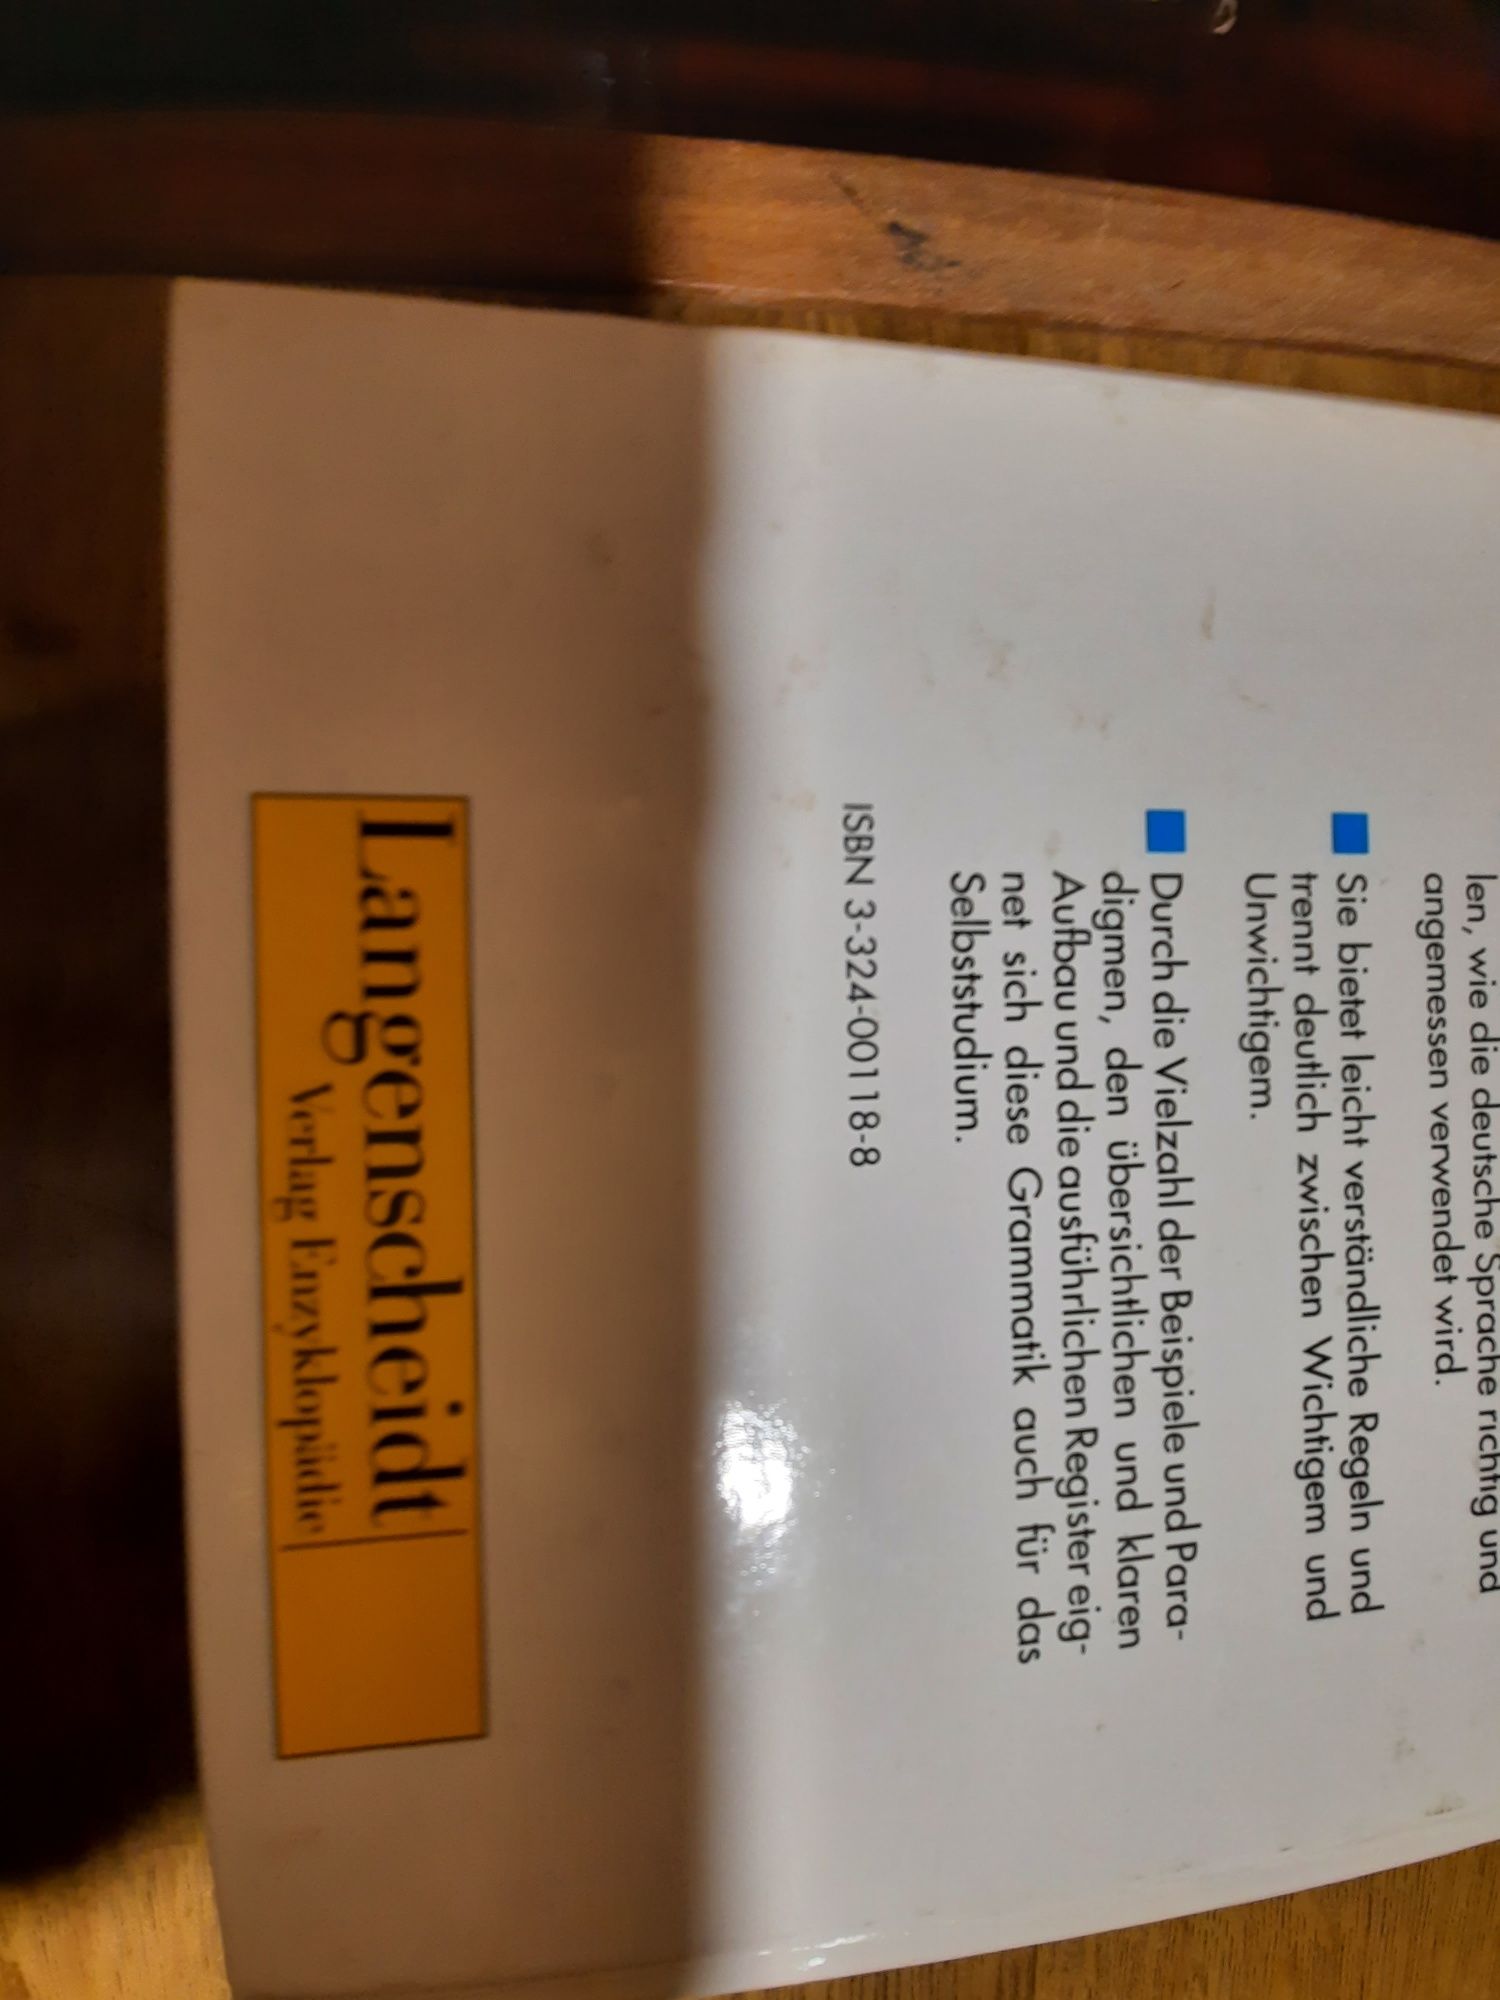 len, wie die deutsche Sprache richtig und
angemessen verwendet wird.
Sie bietet leicht verständliche Regeln und
trennt deutlich zwischen Wichtigem und
Unwichtigem.
Durch die Vielzahl der Beispiele und Para-
digmen, den übersichtlichen und klaren
Aufbau und die ausführlichen Register eig-
net sich diese Grammatik auch für das
Selbststudium.
ISBN 3-324-00118-8
Langenscheidt
Verlag Enzyklopädie